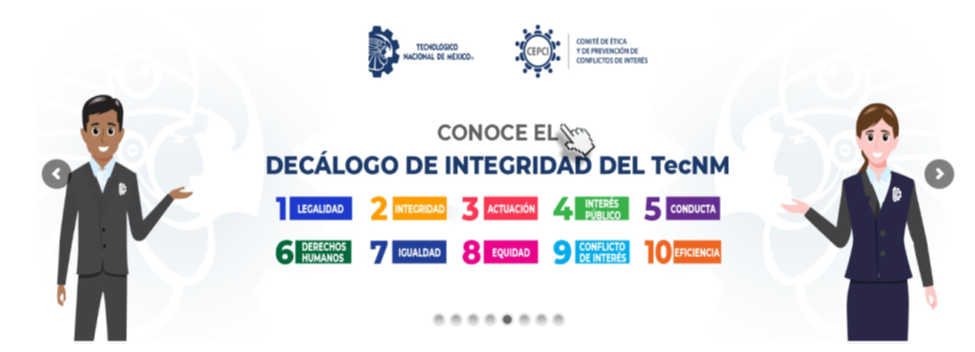 TECNOLÓGICO
NACIONAL DE MÉXICO®
CEPCI
COMITÉ DE ÉTICA
Y DE PREVENCIÓN DE
CONFLICTOS DE INTERÉS
CONOCE EL
DECÁLOGO DE INTEGRIDAD DEL TecNM
1 LEGALIDAD 2 INTEGRIDAD 3 ACTUACIÓN 4 INTERÉS PÚBLICO 5 CONDUCTA
6 DERECHOS HUMANOS 7 IGUALDAD 8 EQUIDAD 9 CONFLICTO DE INTERÉS 10 EFICIENCIA